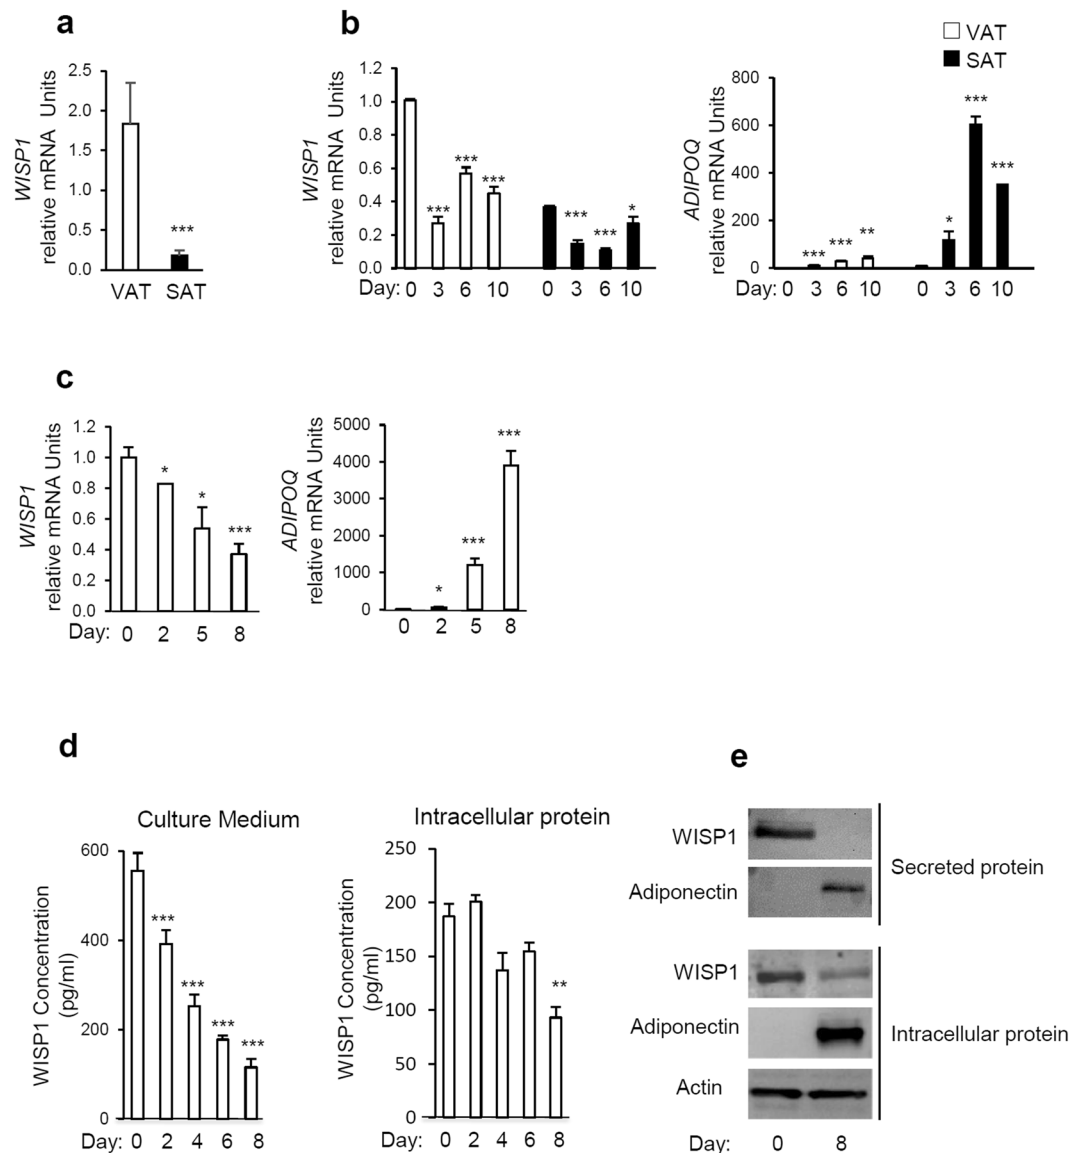 a
WISP1
relative mRNA Units
2.5
2.0
1.5
1.0
0.5
0.0
***
VAT SAT
b
VAT
SAT
WISP1
relative mRNA Units
1.2
1.0
0.8
0.6
0.4
0.2
0.0
*** *** *** *** *** *
Day: 0 3 6 10 0 3 6 10
ADIPOQ
relative mRNA Units
800
600
400
200
0
*** *** ** * *** ***
Day: 0 3 6 10 0 3 6 10
c
WISP1
relative mRNA Units
1.2
1.0
0.8
0.6
0.4
0.2
0.0
* * ***
Day: 0 2 5 8
ADIPOQ
relative mRNA Units
5000
4000
3000
2000
1000
0
* *** ***
0 2 5 8
d
Culture Medium
WISP1 Concentration
(pg/ml)
600
400
200
0
*** *** *** ***
Day: 0 2 4 6 8
Intracellular protein
WISP1 Concentration
(pg/ml)
250
200
150
100
50
0
**
Day: 0 2 4 6 8
e
WISP1
Adiponectin
Secreted protein
WISP1
Adiponectin
Actin
Intracellular protein
Day: 0 8